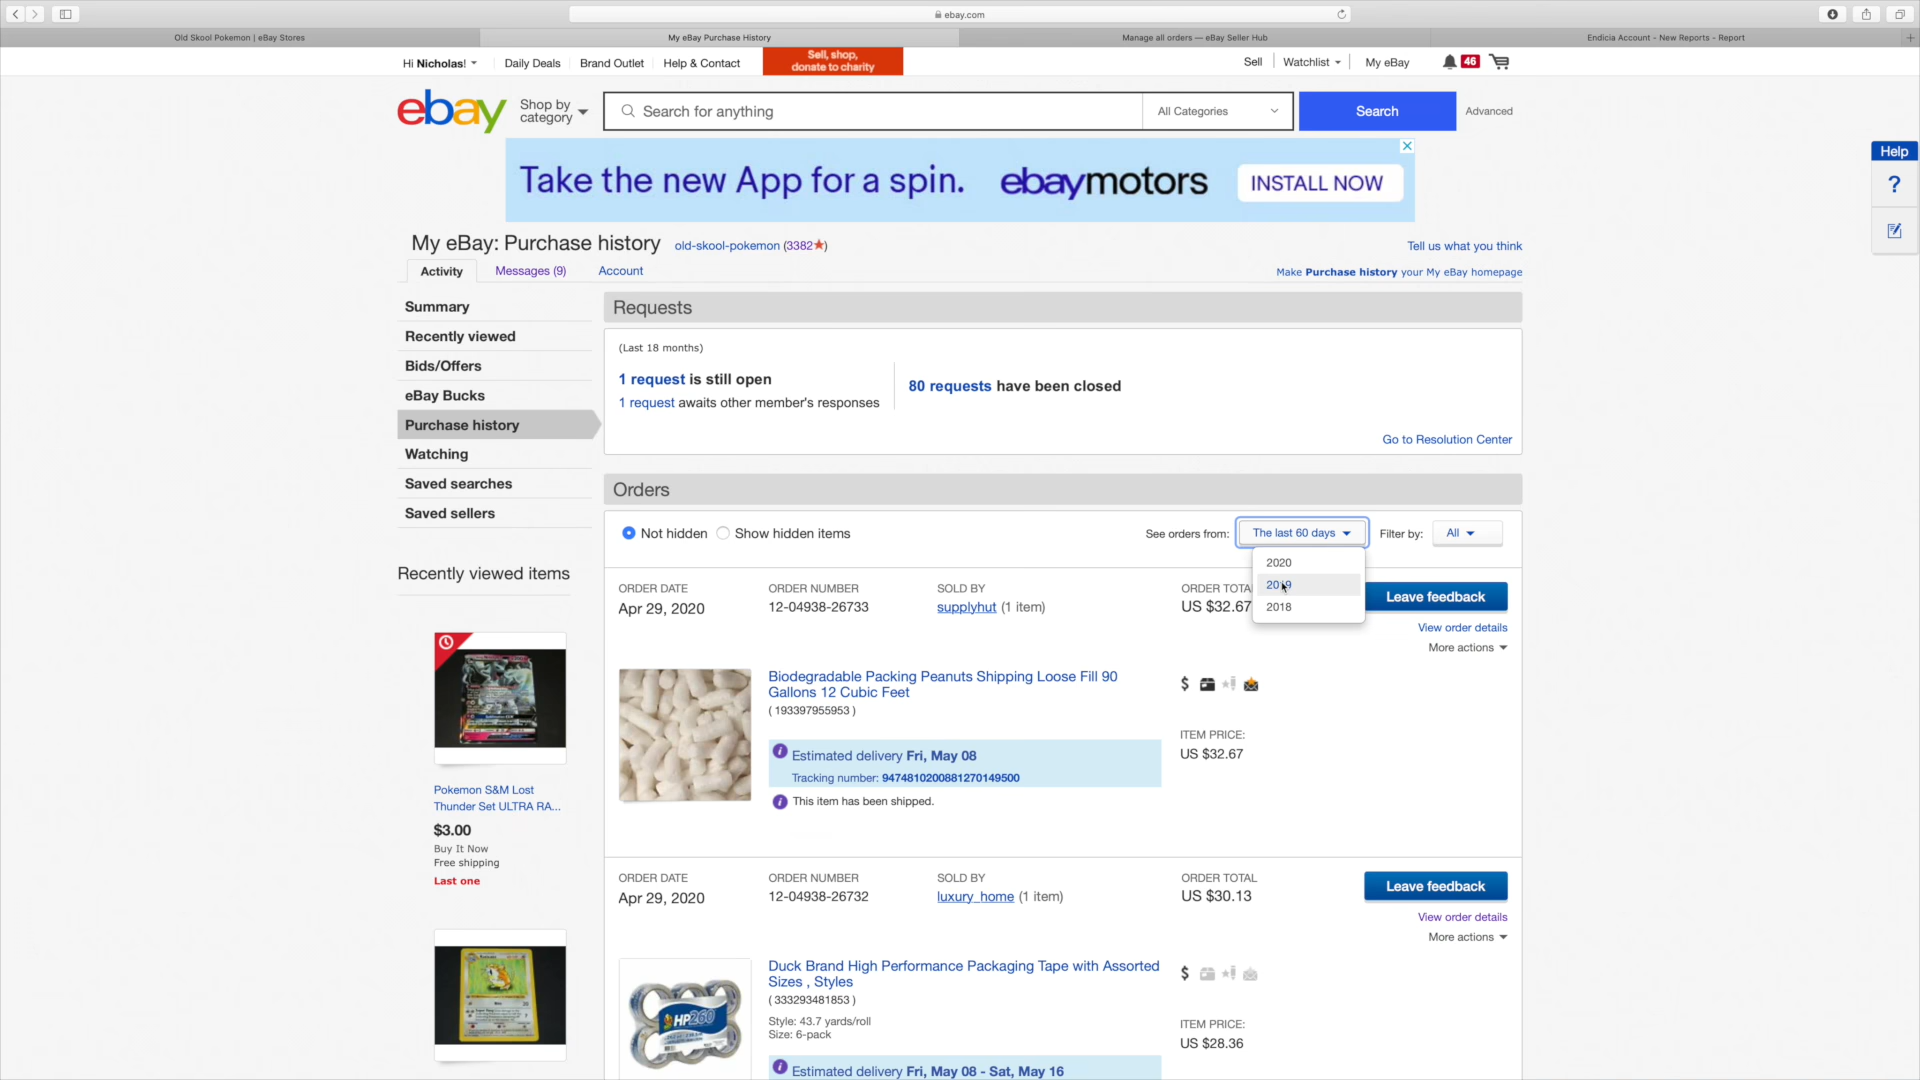 ebay.com
Old Skool Pokemon | eBay Stores
My eBay Purchase History
Manage all orders — eBay Seller Hub
Endicia Account - New Reports - Report
Hi Nicholas!
Daily Deals
Brand Outlet
Help & Contact
Sell, shop,
donate to charity
Sell
Watchlist
My eBay
46
ebay
Shop by
category
Search for anything
All Categories
Search
Advanced
Take the new App for a spin.
ebaymotors
INSTALL NOW
Help
?
My eBay: Purchase history
old-skool-pokemon (3382)
Tell us what you think
Activity
Messages (9)
Account
Make Purchase history your My eBay homepage
Summary
Recently viewed
Bids/Offers
eBay Bucks
Purchase history
Watching
Saved searches
Saved sellers
Requests
(Last 18 months)
1 request is still open
1 request awaits other member's responses
80 requests have been closed
Go to Resolution Center
Orders
Not hidden
Show hidden items
See orders from:
The last 60 days
Filter by:
All
2020
2019
2018
ORDER DATE
Apr 29, 2020
ORDER NUMBER
12-04938-26733
SOLD BY
supplyhut (1 item)
US $32.67
Leave feedback
View order details
More actions
Biodegradable Packing Peanuts Shipping Loose Fill 90
Gallons 12 Cubic Feet
( 193397955953 )
Estimated delivery Fri, May 08
Tracking number: 9474810200881270149500
This item has been shipped.
$
ITEM PRICE:
US $32.67
ORDER DATE
Apr 29, 2020
ORDER NUMBER
12-04938-26732
SOLD BY
luxury_home (1 item)
ORDER TOTAL
US $30.13
Leave feedback
View order details
More actions
Duck Brand High Performance Packaging Tape with Assorted
Sizes , Styles
( 333293481853 )
Style: 43.7 yards/roll
Size: 6-pack
Estimated delivery Fri, May 08 - Sat, May 16
$
ITEM PRICE:
US $28.36
HP260
Recently viewed items
Pokemon S&M Lost
Thunder Set ULTRA RA...
$3.00
Buy It Now
Free shipping
Last one